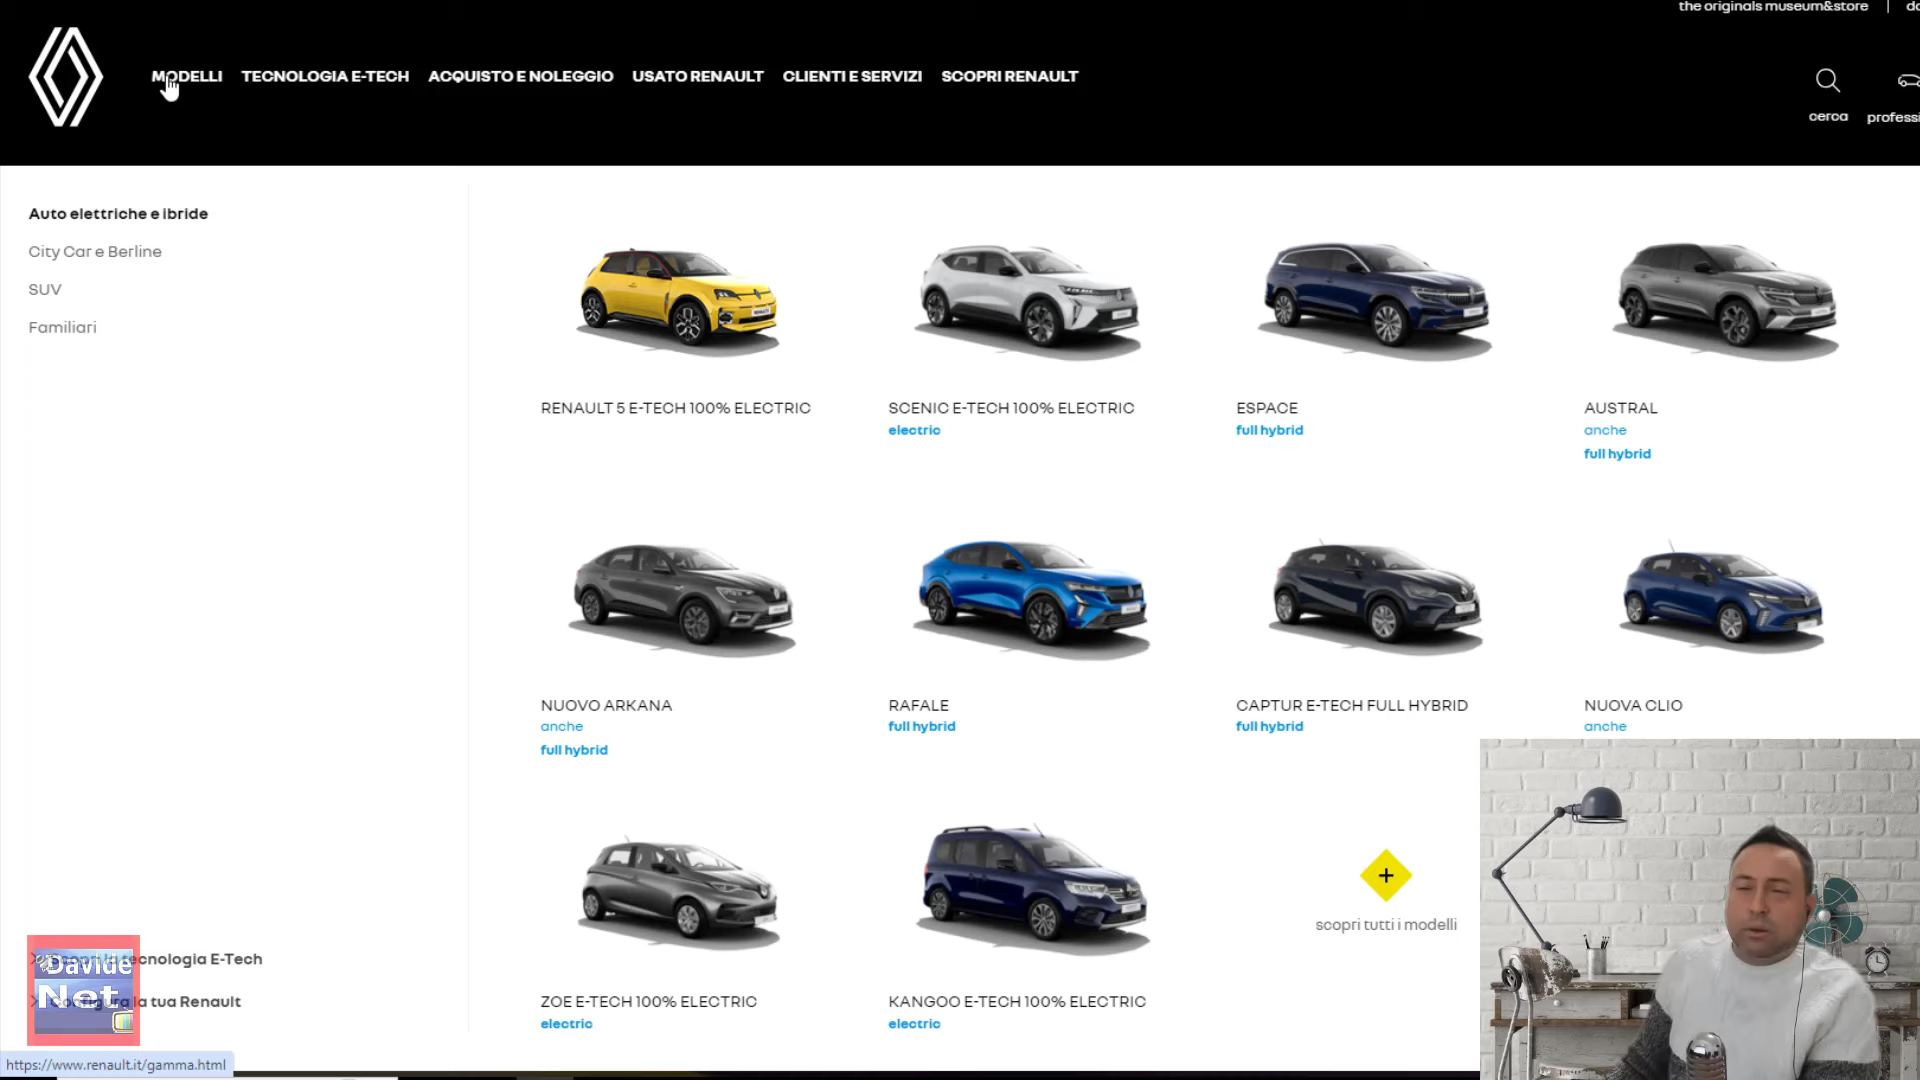 the originals museum&store
MODELLI
TECNOLOGIA E-TECH
ACQUISTO E NOLEGGIO
USATO RENAULT
CLIENTI E SERVIZI
SCOPRI RENAULT
cerca
Auto elettriche e ibride
City Car e Berline
SUV
Familiari
RENAULT 5 E-TECH 100% ELECTRIC
SCENIC E-TECH 100% ELECTRIC
electric
ESPACE
full hybrid
AUSTRAL
anche
full hybrid
NUOVO ARKANA
anche
full hybrid
RAFALE
full hybrid
CAPTUR E-TECH FULL HYBRID
full hybrid
NUOVA CLIO
anche
ZOE E-TECH 100% ELECTRIC
electric
KANGOO E-TECH 100% ELECTRIC
electric
scopri tutti i modelli
tecnologia E-Tech
la tua Renault
Davide
Net
https://www.renault.it/gamma.html